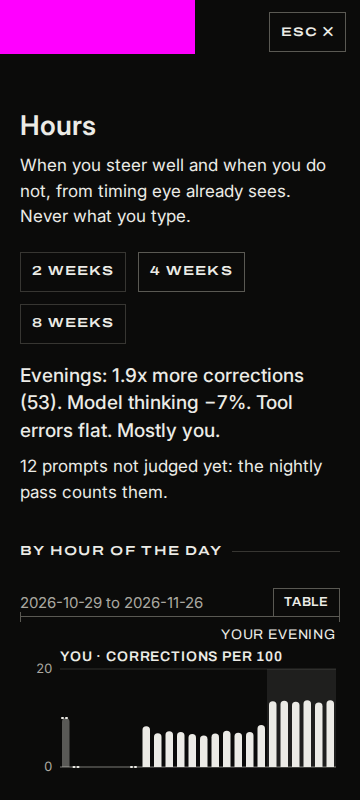 ESC ✕
Hours
When you steer well and when you do
not, from timing eye already sees.
Never what you type.
2 WEEKS
4 WEEKS
8 WEEKS
Evenings: 1.9x more corrections
(53). Model thinking −7%. Tool
errors flat. Mostly you.
12 prompts not judged yet: the nightly
pass counts them.
BY HOUR OF THE DAY
2026-10-29 to 2026-11-26
TABLE
YOUR EVENING
YOU · CORRECTIONS PER 100
20
0